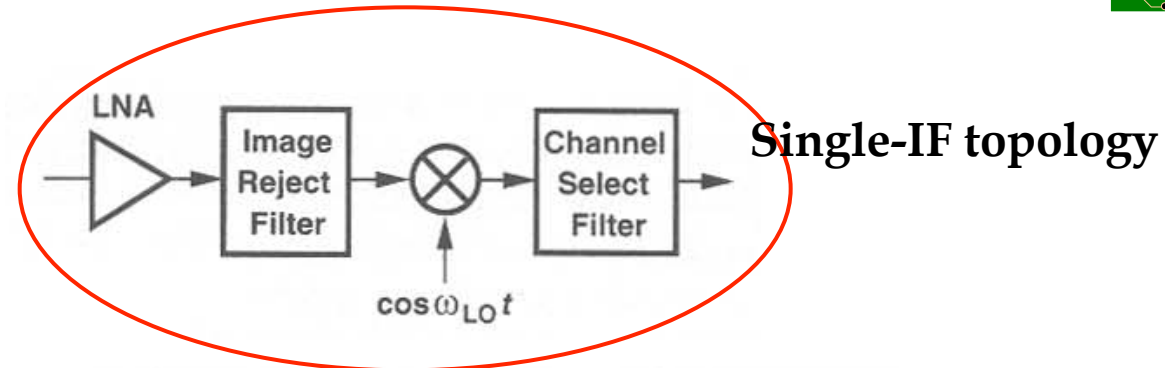 LNA
Image
Reject
Filter
Channel
Select
Filter
cos ω_LO t
Single-IF topology